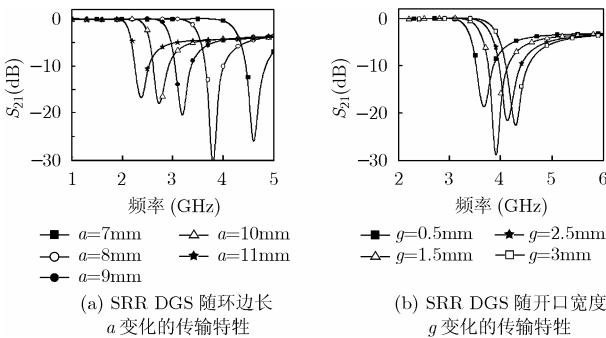 0
−10
−20
−30
S21(dB)
1 2 3 4 5
频率 (GHz)
a=7mm
a=8mm
a=9mm
a=10mm
a=11mm
(a) SRR DGS 随环边长
a 变化的传输特牲
0
−10
−20
−30
S21(dB)
2 3 4 5 6
频率 (GHz)
g=0.5mm
g=1.5mm
g=2.5mm
g=3mm
(b) SRR DGS 随开口宽度
g 变化的传输特牲